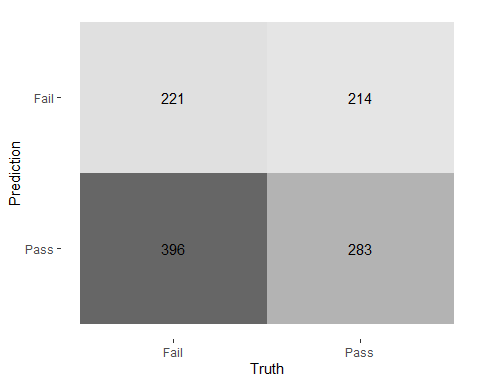 Prediction
Fail
221
214
Pass
396
283
Fail
Pass
Truth